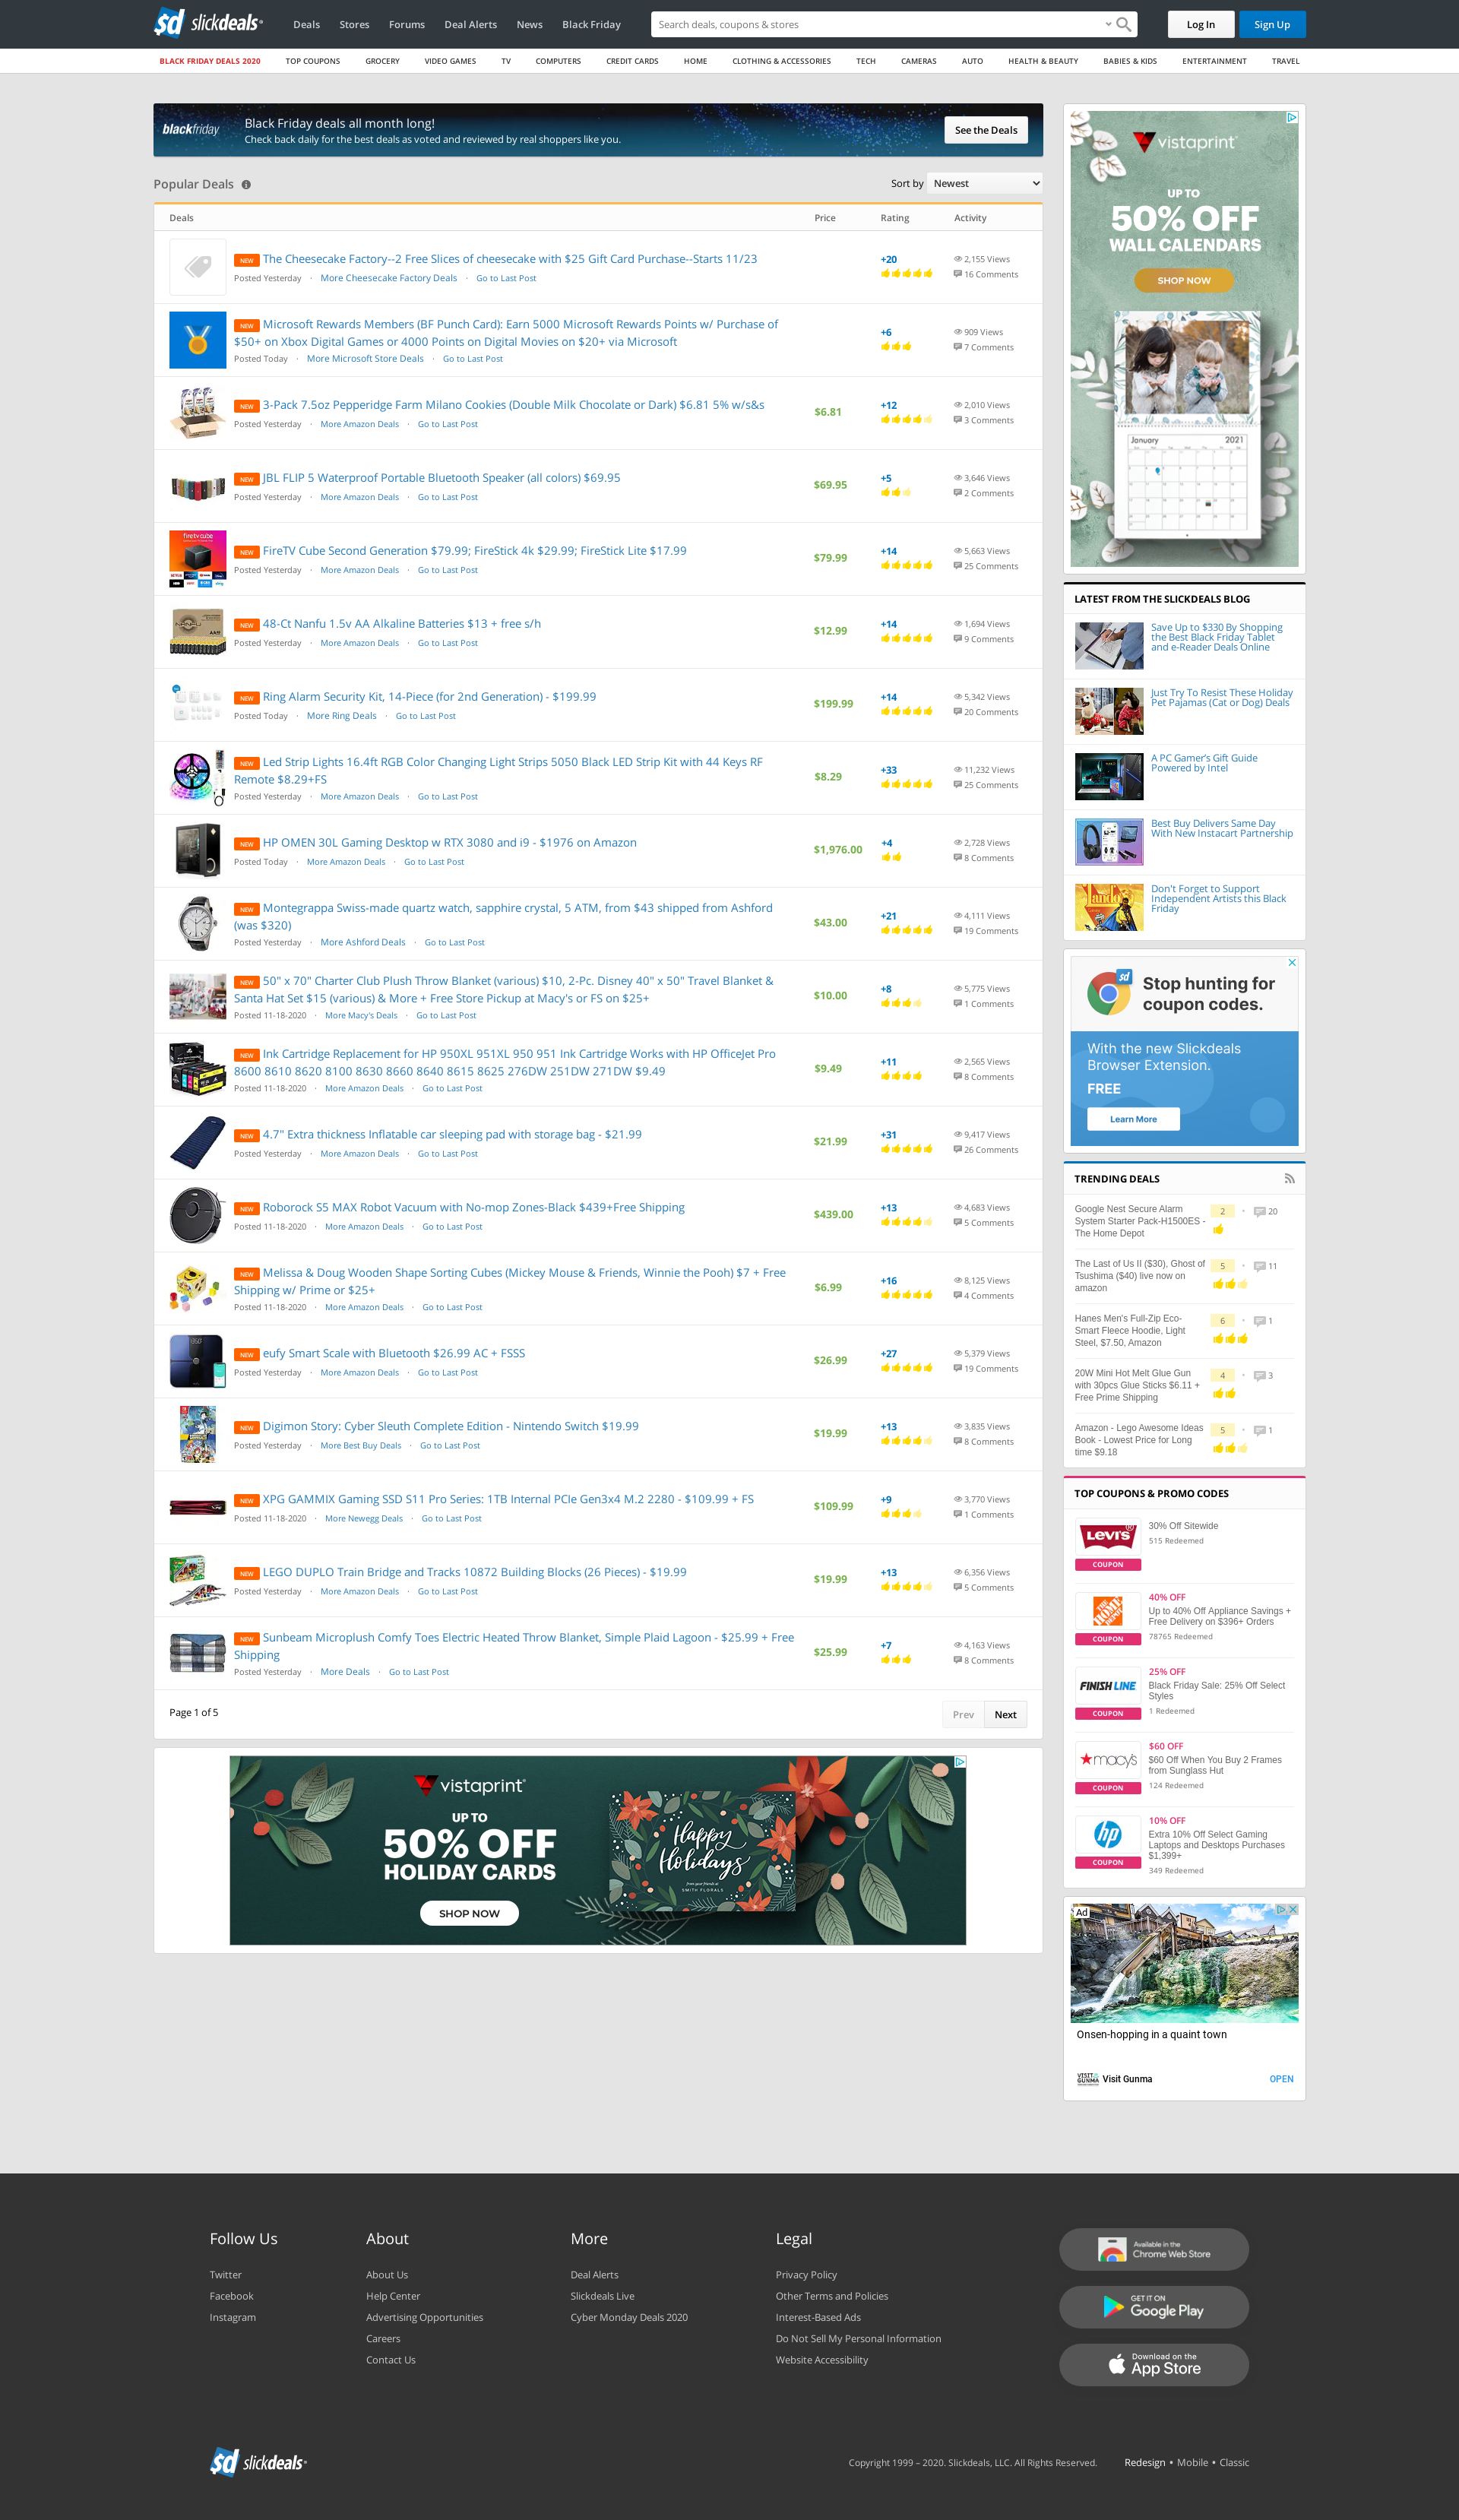 sd slickdeals
Deals Stores Forums Deal Alerts News Black Friday
Search deals, coupons & stores
Log In Sign Up
BLACK FRIDAY DEALS 2020 TOP COUPONS GROCERY VIDEO GAMES TV COMPUTERS CREDIT CARDS HOME CLOTHING & ACCESSORIES TECH CAMERAS AUTO HEALTH & BEAUTY BABIES & KIDS ENTERTAINMENT TRAVEL
blackfriday
Black Friday deals all month long!
Check back daily for the best deals as voted and reviewed by real shoppers like you.
See the Deals
Popular Deals
Sort by Newest
Deals Price Rating Activity
NEW The Cheesecake Factory--2 Free Slices of cheesecake with $25 Gift Card Purchase--Starts 11/23
Posted Yesterday · More Cheesecake Factory Deals · Go to Last Post
+20
2,155 Views
16 Comments
NEW Microsoft Rewards Members (BF Punch Card): Earn 5000 Microsoft Rewards Points w/ Purchase of
$50+ on Xbox Digital Games or 4000 Points on Digital Movies on $20+ via Microsoft
Posted Today · More Microsoft Store Deals · Go to Last Post
+6
909 Views
7 Comments
NEW 3-Pack 7.5oz Pepperidge Farm Milano Cookies (Double Milk Chocolate or Dark) $6.81 5% w/s&s
Posted Yesterday · More Amazon Deals · Go to Last Post
$6.81
+12
2,010 Views
3 Comments
NEW JBL FLIP 5 Waterproof Portable Bluetooth Speaker (all colors) $69.95
Posted Yesterday · More Amazon Deals · Go to Last Post
$69.95
+5
3,646 Views
2 Comments
NEW FireTV Cube Second Generation $79.99; FireStick 4k $29.99; FireStick Lite $17.99
Posted Yesterday · More Amazon Deals · Go to Last Post
$79.99
+14
5,663 Views
25 Comments
NEW 48-Ct Nanfu 1.5v AA Alkaline Batteries $13 + free s/h
Posted Yesterday · More Amazon Deals · Go to Last Post
$12.99
+14
1,694 Views
9 Comments
NEW Ring Alarm Security Kit, 14-Piece (for 2nd Generation) - $199.99
Posted Today · More Ring Deals · Go to Last Post
$199.99
+14
5,342 Views
20 Comments
NEW Led Strip Lights 16.4ft RGB Color Changing Light Strips 5050 Black LED Strip Kit with 44 Keys RF
Remote $8.29+FS
Posted Yesterday · More Amazon Deals · Go to Last Post
$8.29
+33
11,232 Views
25 Comments
NEW HP OMEN 30L Gaming Desktop w RTX 3080 and i9 - $1976 on Amazon
Posted Today · More Amazon Deals · Go to Last Post
$1,976.00
+4
2,728 Views
8 Comments
NEW Montegrappa Swiss-made quartz watch, sapphire crystal, 5 ATM, from $43 shipped from Ashford
(was $320)
Posted Yesterday · More Ashford Deals · Go to Last Post
$43.00
+21
4,111 Views
19 Comments
NEW 50" x 70" Charter Club Plush Throw Blanket (various) $10, 2-Pc. Disney 40" x 50" Travel Blanket &
Santa Hat Set $15 (various) & More + Free Store Pickup at Macy's or FS on $25+
Posted 11-18-2020 · More Macy's Deals · Go to Last Post
$10.00
+8
5,775 Views
1 Comments
NEW Ink Cartridge Replacement for HP 950XL 951XL 950 951 Ink Cartridge Works with HP OfficeJet Pro
8600 8610 8620 8100 8630 8660 8640 8615 8625 276DW 251DW 271DW $9.49
Posted 11-18-2020 · More Amazon Deals · Go to Last Post
$9.49
+11
2,565 Views
8 Comments
NEW 4.7" Extra thickness Inflatable car sleeping pad with storage bag - $21.99
Posted Yesterday · More Amazon Deals · Go to Last Post
$21.99
+31
9,417 Views
26 Comments
NEW Roborock S5 MAX Robot Vacuum with No-mop Zones-Black $439+Free Shipping
Posted 11-18-2020 · More Amazon Deals · Go to Last Post
$439.00
+13
4,683 Views
5 Comments
NEW Melissa & Doug Wooden Shape Sorting Cubes (Mickey Mouse & Friends, Winnie the Pooh) $7 + Free
Shipping w/ Prime or $25+
Posted 11-18-2020 · More Amazon Deals · Go to Last Post
$6.99
+16
8,125 Views
4 Comments
NEW eufy Smart Scale with Bluetooth $26.99 AC + FSSS
Posted Yesterday · More Amazon Deals · Go to Last Post
$26.99
+27
5,379 Views
19 Comments
NEW Digimon Story: Cyber Sleuth Complete Edition - Nintendo Switch $19.99
Posted Yesterday · More Best Buy Deals · Go to Last Post
$19.99
+13
3,835 Views
8 Comments
NEW XPG GAMMIX Gaming SSD S11 Pro Series: 1TB Internal PCIe Gen3x4 M.2 2280 - $109.99 + FS
Posted 11-18-2020 · More Newegg Deals · Go to Last Post
$109.99
+9
3,770 Views
1 Comments
NEW LEGO DUPLO Train Bridge and Tracks 10872 Building Blocks (26 Pieces) - $19.99
Posted Yesterday · More Amazon Deals · Go to Last Post
$19.99
+13
6,356 Views
5 Comments
NEW Sunbeam Microplush Comfy Toes Electric Heated Throw Blanket, Simple Plaid Lagoon - $25.99 + Free
Shipping
Posted Yesterday · More Deals · Go to Last Post
$25.99
+7
4,163 Views
8 Comments
Page 1 of 5
Prev Next
vistaprint
UP TO
50% OFF
HOLIDAY CARDS
SHOP NOW
Happy
Holidays
SMITH FLORALS
vistaprint
UP TO
50% OFF
WALL CALENDARS
SHOP NOW
January 2021
LATEST FROM THE SLICKDEALS BLOG
Save Up to $330 By Shopping
the Best Black Friday Tablet
and e-Reader Deals Online
Just Try To Resist These Holiday
Pet Pajamas (Cat or Dog) Deals
A PC Gamer's Gift Guide
Powered by Intel
Best Buy Delivers Same Day
With New Instacart Partnership
Don't Forget to Support
Independent Artists this Black
Friday
sd
Stop hunting for
coupon codes.
With the new Slickdeals
Browser Extension.
FREE
Learn More
TRENDING DEALS
Google Nest Secure Alarm
System Starter Pack-H1500ES -
The Home Depot
2 · 20
The Last of Us II ($30), Ghost of
Tsushima ($40) live now on
amazon
5 · 11
Hanes Men's Full-Zip Eco-
Smart Fleece Hoodie, Light
Steel, $7.50, Amazon
6 · 1
20W Mini Hot Melt Glue Gun
with 30pcs Glue Sticks $6.11 +
Free Prime Shipping
4 · 3
Amazon - Lego Awesome Ideas
Book - Lowest Price for Long
time $9.18
5 · 1
TOP COUPONS & PROMO CODES
LEVI'S
COUPON
30% Off Sitewide
515 Redeemed
THE HOME DEPOT
COUPON
40% OFF
Up to 40% Off Appliance Savings +
Free Delivery on $396+ Orders
78765 Redeemed
FINISH LINE
COUPON
25% OFF
Black Friday Sale: 25% Off Select
Styles
1 Redeemed
macy's
COUPON
$60 OFF
$60 Off When You Buy 2 Frames
from Sunglass Hut
124 Redeemed
hp
COUPON
10% OFF
Extra 10% Off Select Gaming
Laptops and Desktops Purchases
$1,399+
349 Redeemed
Ad
Onsen-hopping in a quaint town
VISIT GUNMA
Visit Gunma
OPEN
Follow Us
Twitter
Facebook
Instagram
About
About Us
Help Center
Advertising Opportunities
Careers
Contact Us
More
Deal Alerts
Slickdeals Live
Cyber Monday Deals 2020
Legal
Privacy Policy
Other Terms and Policies
Interest-Based Ads
Do Not Sell My Personal Information
Website Accessibility
Available in the
Chrome Web Store
GET IT ON
Google Play
Download on the
App Store
sd slickdeals
Copyright 1999 – 2020. Slickdeals, LLC. All Rights Reserved.
Redesign • Mobile • Classic